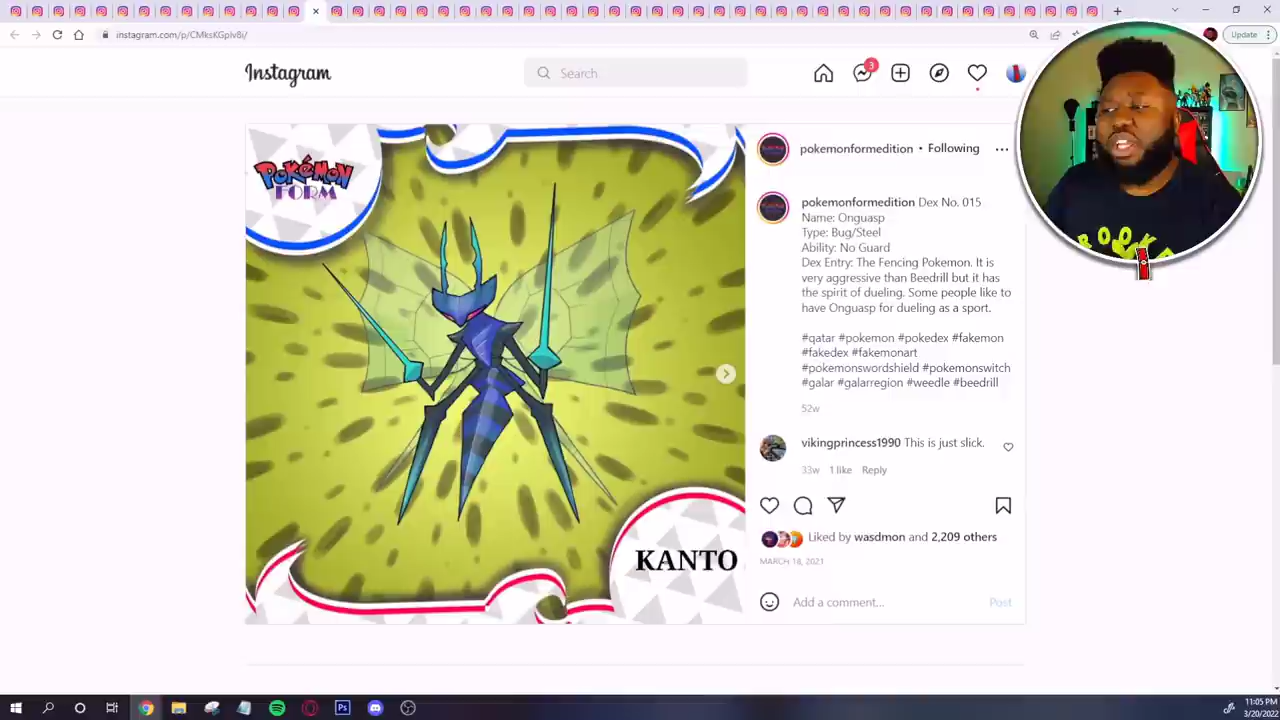 instagram.com/p/CMksKGplv8i/
Update
Instagram
Search
3
POKéMON
FORM
KANTO
pokemonformedition • Following
pokemonformedition Dex No. 015
Name: Onguasp
Type: Bug/Steel
Ability: No Guard
Dex Entry: The Fencing Pokemon. It is
very aggressive than Beedrill but it has
the spirit of dueling. Some people like to
have Onguasp for dueling as a sport.
#qatar #pokemon #pokedex #fakemon
#fakedex #fakemonart
#pokemonswordshield #pokemonswitch
#galar #galarregion #weedle #beedrill
52w
vikingprincess1990 This is just slick.
33w 1 like Reply
Liked by wasdmon and 2,209 others
MARCH 18, 2021
Add a comment... Post
Ps
11:05 PM
3/20/2022